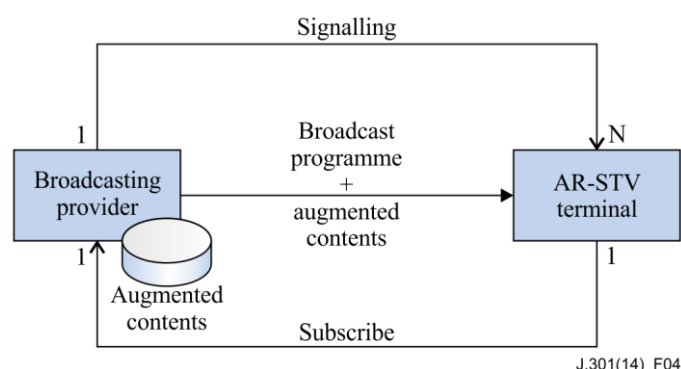 Signalling
1
N
Broadcast
programme
+
augmented
contents
Broadcasting
provider
AR-STV
terminal
1
1
Augmented
contents
Subscribe
J.301(14)_F04